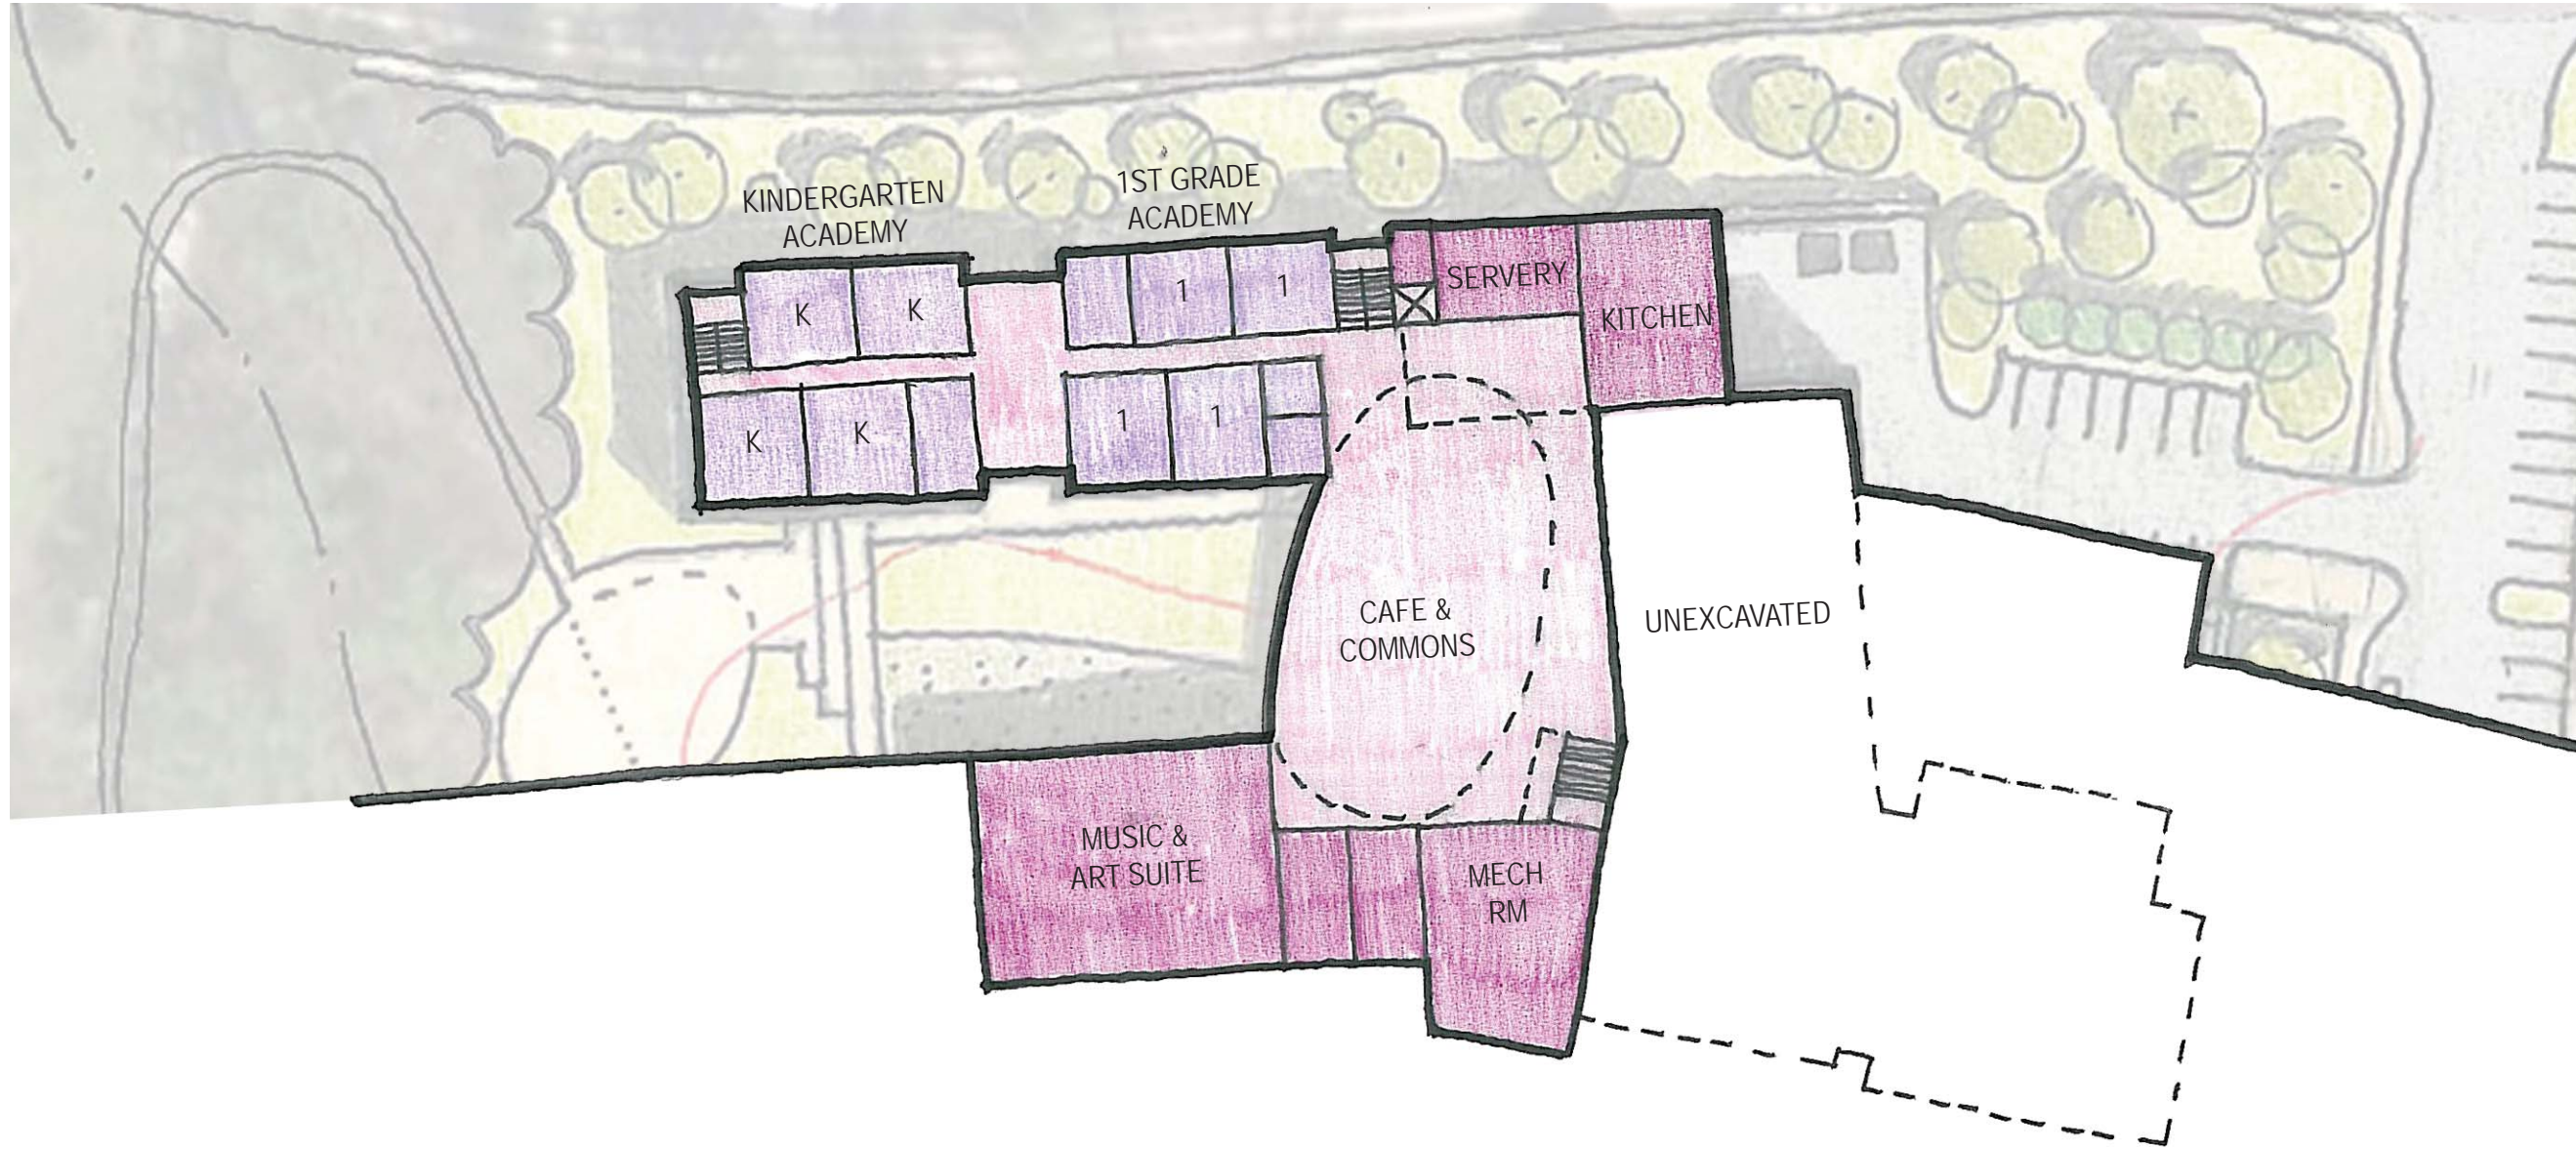 KINDERGARTEN
ACADEMY
1ST GRADE
ACADEMY
K
K
1
1
SERVERY
KITCHEN
K
K
1
1
CAFE &
COMMONS
UNEXCAVATED
MUSIC &
ART SUITE
MECH
RM